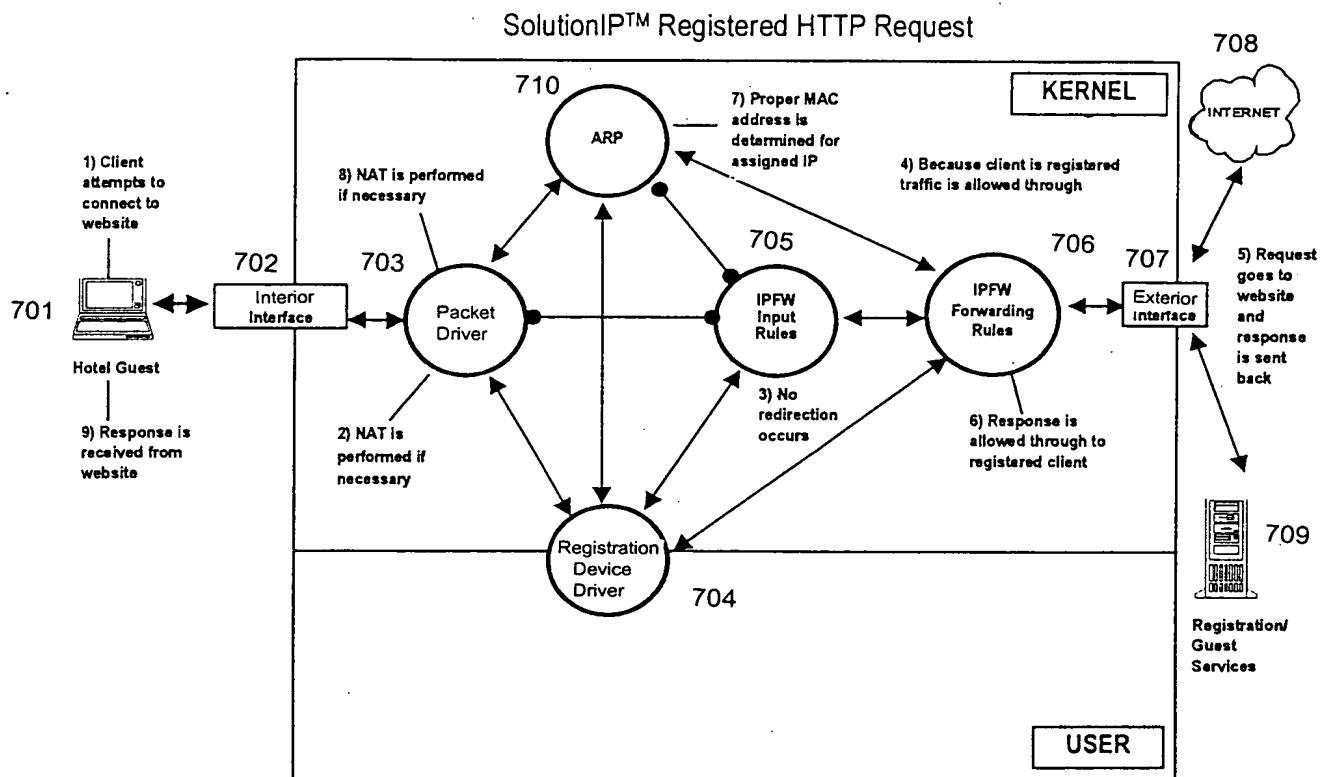 SolutionIP™ Registered HTTP Request
708
710
KERNEL
INTERNET
7) Proper MAC
address is
determined for
assigned IP
ARP
1) Client
attempts to
connect to
website
8) NAT is performed
if necessary
4) Because client is registered
traffic is allowed through
705
706
702
703
707
5) Request
goes to
website
and
response
is sent
back
701
Interior
Interface
Packet
Driver
IPFW
Input
Rules
IPFW
Forwarding
Rules
Exterior
Interface
Hotel Guest
3) No
redirection
occurs
9) Response is
received from
website
2) NAT is
performed if
necessary
6) Response is
allowed through to
registered client
709
Registration
Device
Driver
704
Registration/
Guest
Services
USER